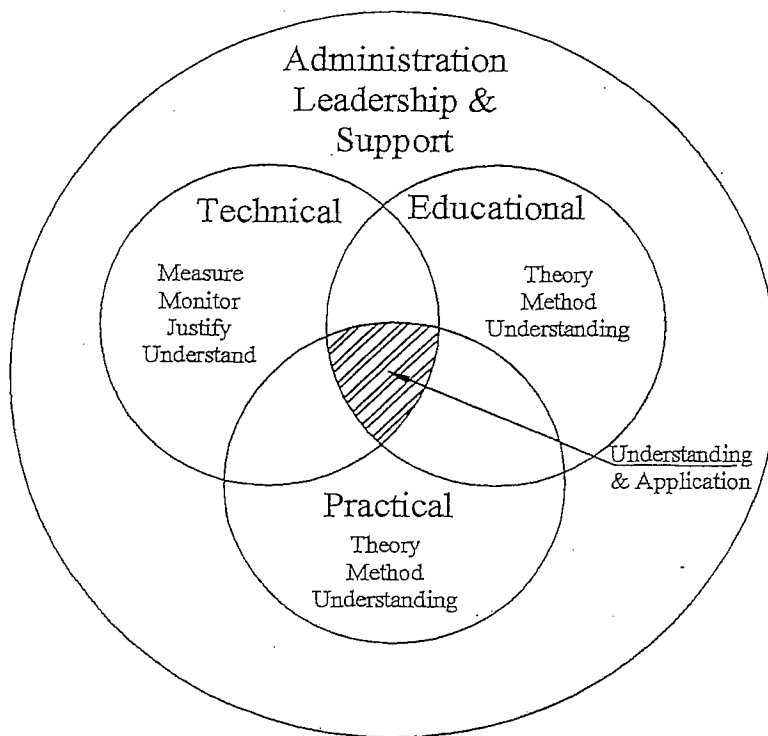 Administration
Leadership &
Support
Technical
Educational
Measure
Monitor
Justify
Understand
Theory
Method
Understanding
Understanding
& Application
Practical
Theory
Method
Understanding